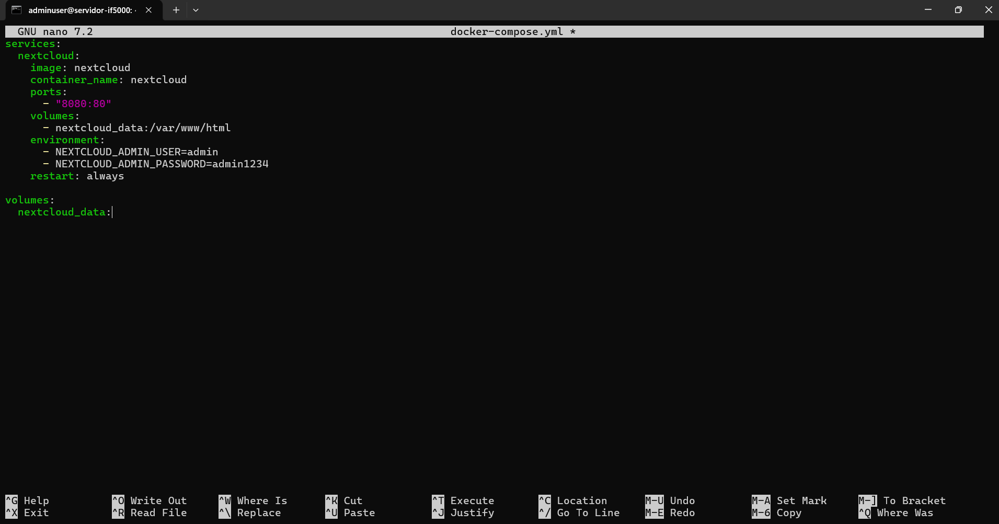 adminuser@servidor-if5000:
GNU nano 7.2 docker-compose.yml *
services:
  nextcloud:
    image: nextcloud
    container_name: nextcloud
    ports:
      - "8080:80"
    volumes:
      - nextcloud_data:/var/www/html
    environment:
      - NEXTCLOUD_ADMIN_USER=admin
      - NEXTCLOUD_ADMIN_PASSWORD=admin1234
    restart: always
volumes:
  nextcloud_data:
^G Help ^O Write Out ^W Where Is ^K Cut ^T Execute ^C Location M-U Undo M-A Set Mark M-] To Bracket
^X Exit ^R Read File ^\ Replace ^U Paste ^J Justify ^/ Go To Line M-E Redo M-6 Copy ^Q Where Was